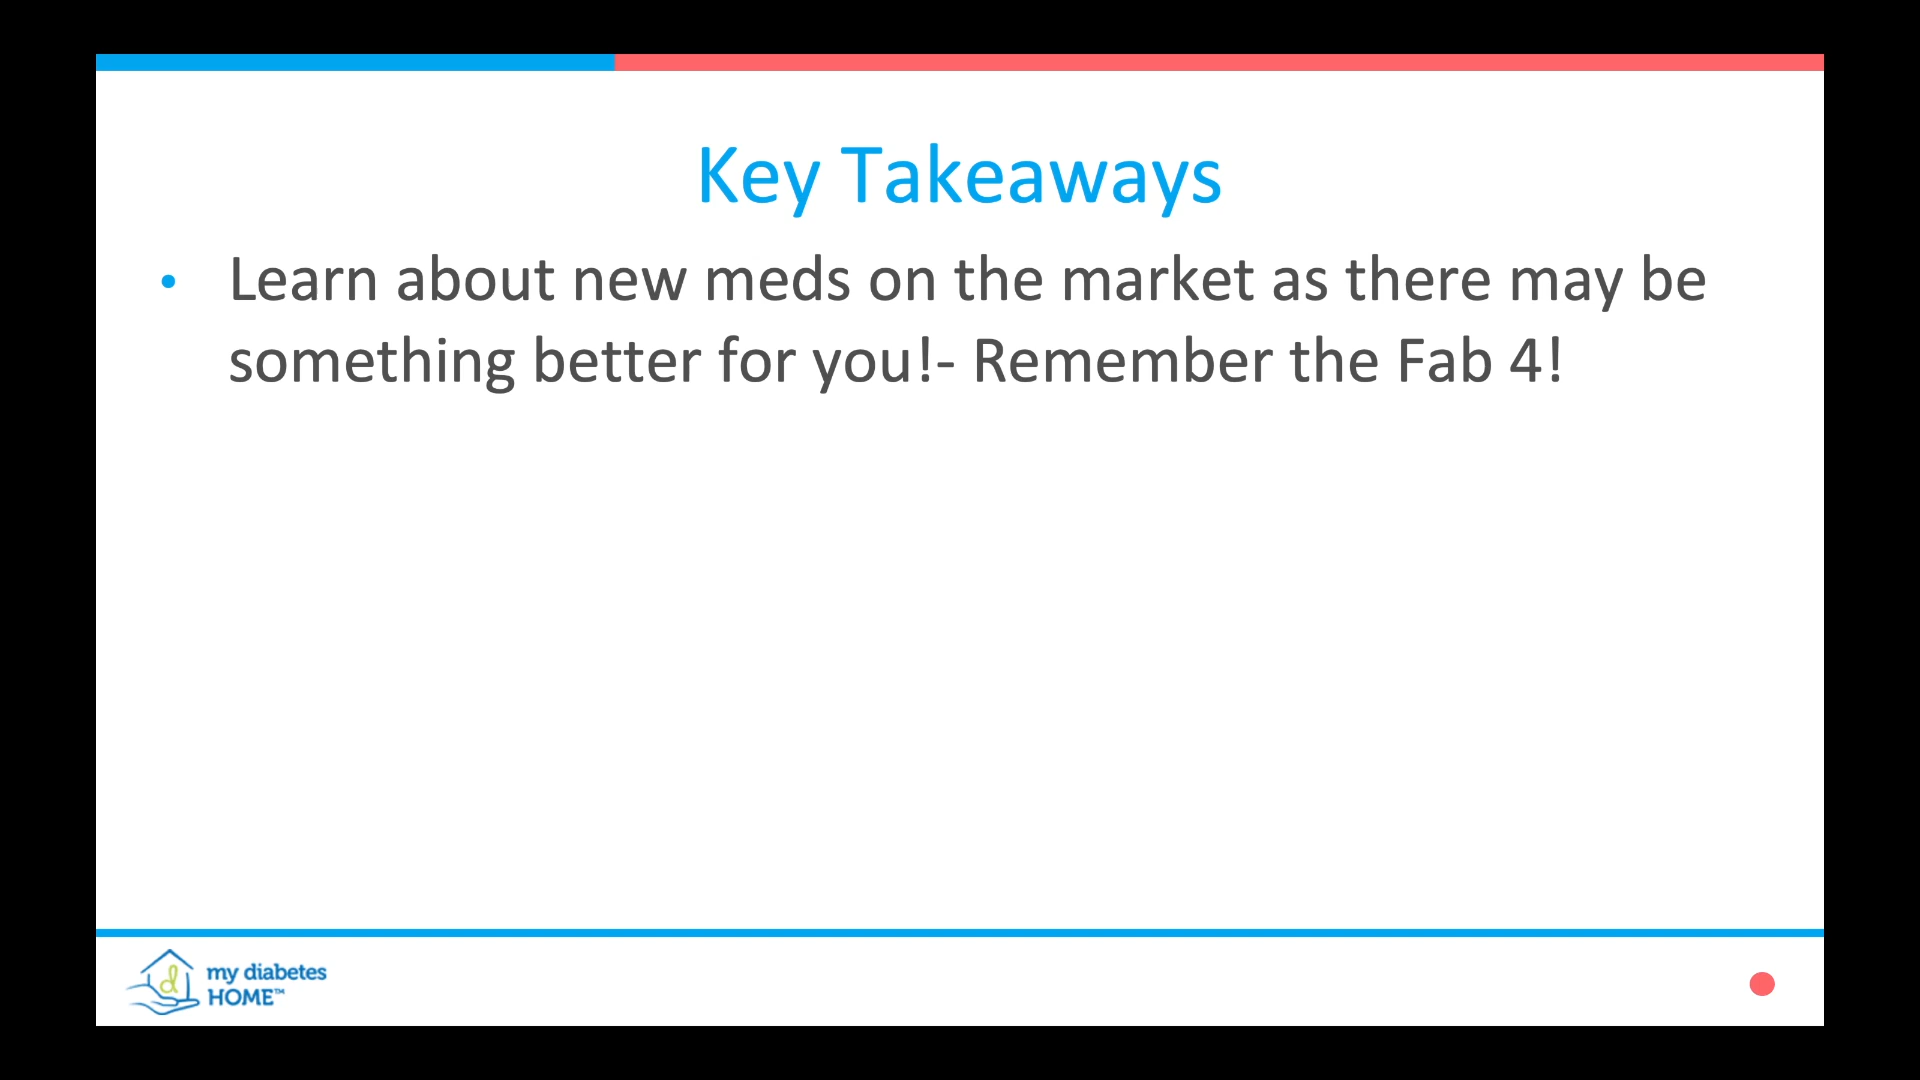 Key Takeaways
• Learn about new meds on the market as there may be
something better for you!- Remember the Fab 4!
my diabetes
HOME™